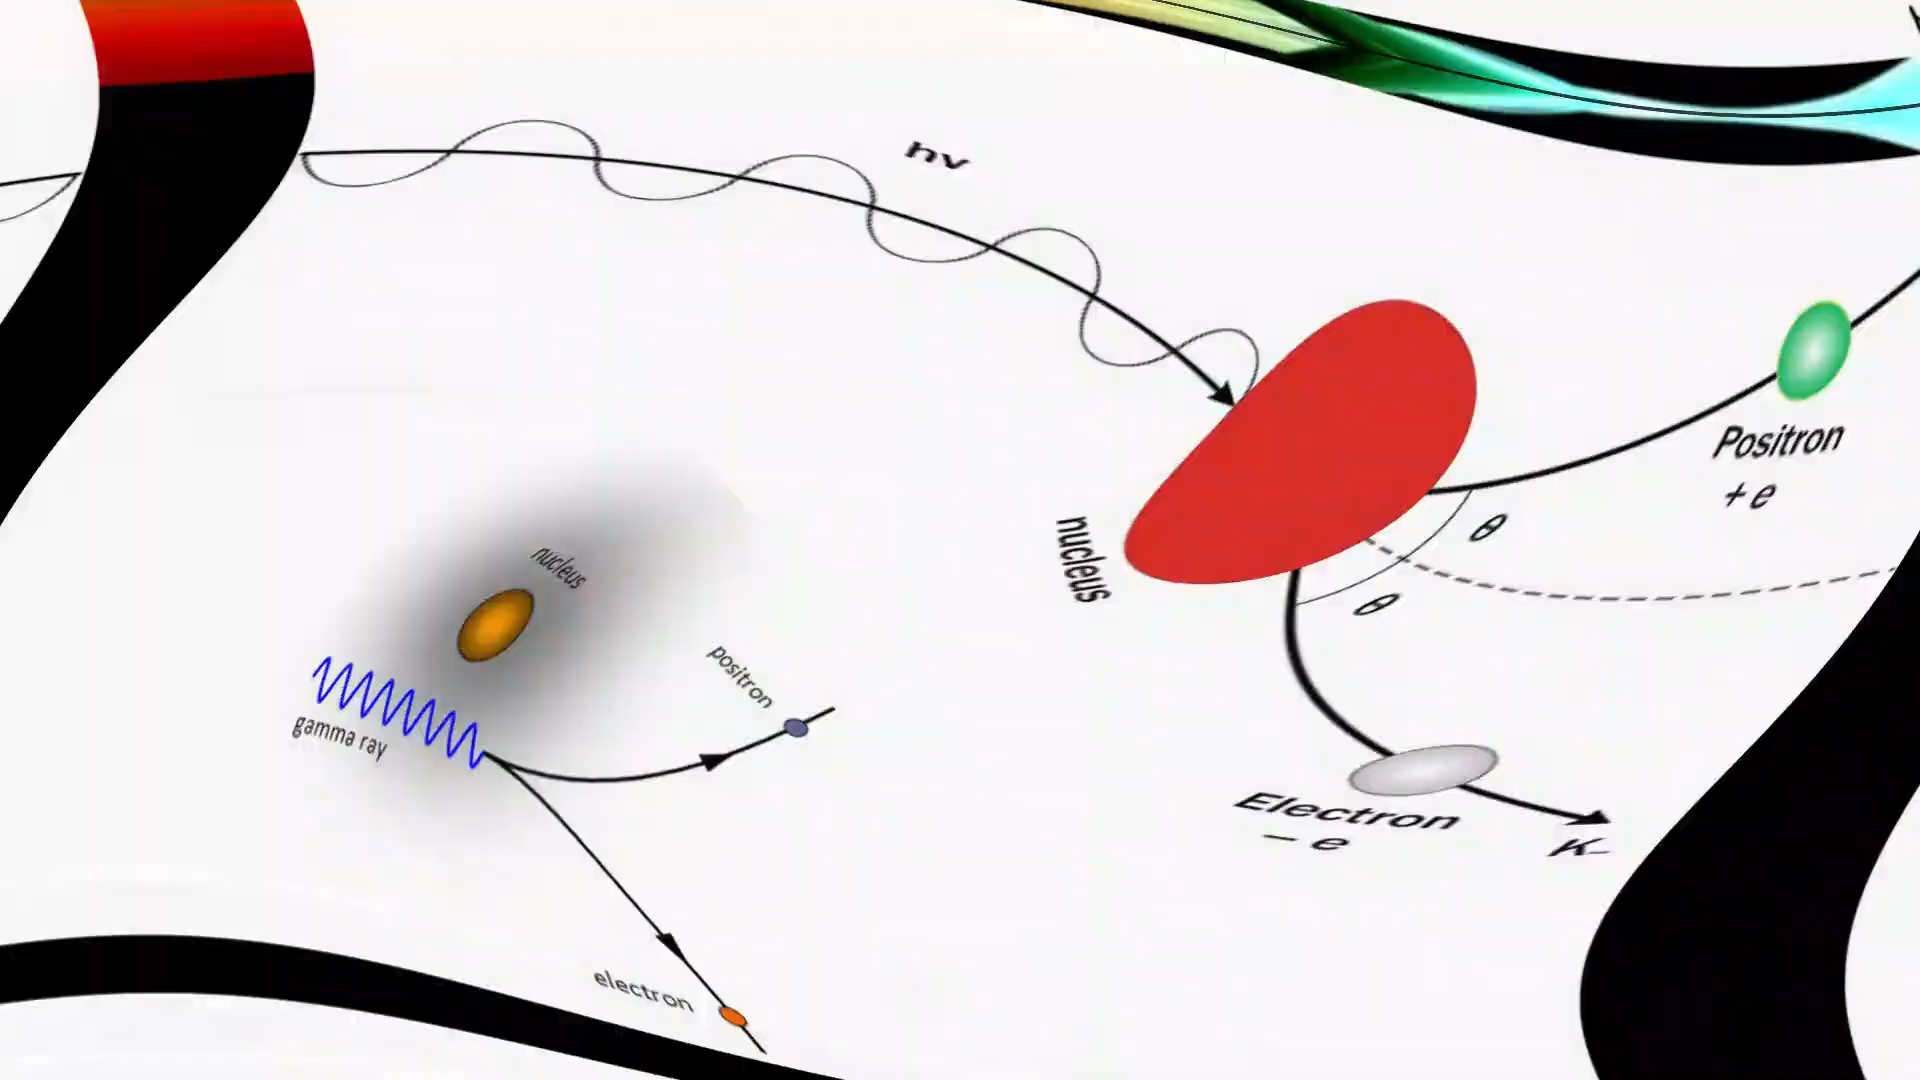 hν
nucleus
Positron
+ e
θ
θ
Electron
− e
K-
nucleus
gamma ray
positron
electron